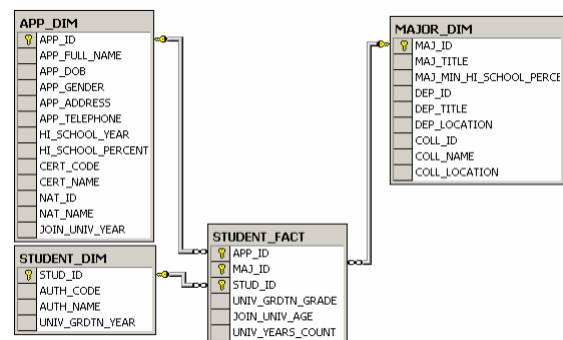 APP_DIM
APP_ID
APP_FULL_NAME
APP_DOB
APP_GENDER
APP_ADDRESS
APP_TELEPHONE
HI_SCHOOL_YEAR
HI_SCHOOL_PERCENT
CERT_CODE
CERT_NAME
NAT_ID
NAT_NAME
JOIN_UNIV_YEAR
STUDENT_DIM
STUD_ID
AUTH_CODE
AUTH_NAME
UNIV_GRDTN_YEAR
STUDENT_FACT
APP_ID
MAJ_ID
STUD_ID
UNIV_GRDTN_GRADE
JOIN_UNIV_AGE
UNIV_YEARS_COUNT
MAJOR_DIM
MAJ_ID
MAJ_TITLE
MAJ_MIN_HI_SCHOOL_PERCE
DEP_ID
DEP_TITLE
DEP_LOCATION
COLL_ID
COLL_NAME
COLL_LOCATION